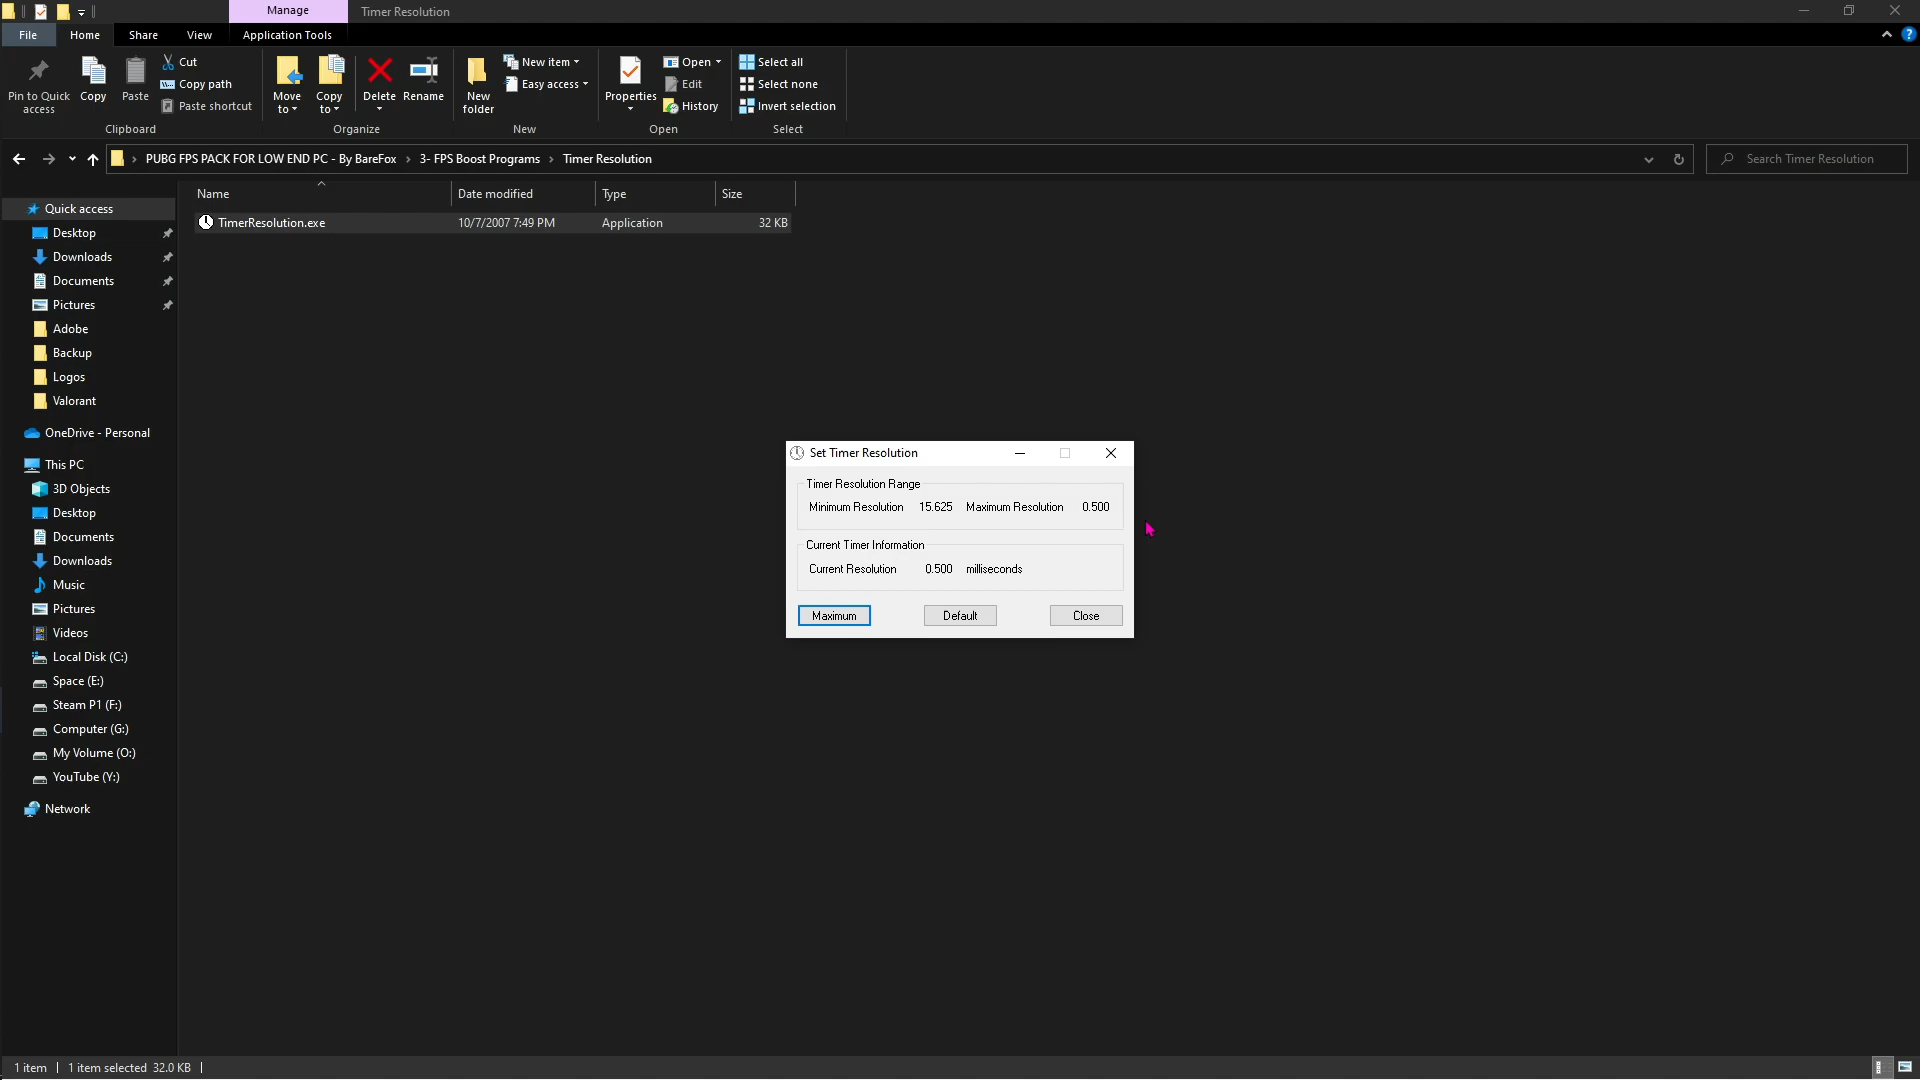 Manage
Timer Resolution
File
Home
Share
View
Application Tools
Pin to Quick access
Copy
Paste
Cut
Copy path
Paste shortcut
Clipboard
Move to
Copy to
Delete
Rename
Organize
New folder
New item
Easy access
New
Properties
Open
Edit
History
Open
Select all
Select none
Invert selection
Select
PUBG FPS PACK FOR LOW END PC - By BareFox › 3- FPS Boost Programs › Timer Resolution
Search Timer Resolution
Name
Date modified
Type
Size
TimerResolution.exe
10/7/2007 7:49 PM
Application
32 KB
Quick access
Desktop
Downloads
Documents
Pictures
Adobe
Backup
Logos
Valorant
OneDrive - Personal
This PC
3D Objects
Desktop
Documents
Downloads
Music
Pictures
Videos
Local Disk (C:)
Space (E:)
Steam P1 (F:)
Computer (G:)
My Volume (O:)
YouTube (Y:)
Network
Set Timer Resolution
Timer Resolution Range
Minimum Resolution 15.625 Maximum Resolution 0.500
Current Timer Information
Current Resolution 0.500 milliseconds
Maximum
Default
Close
1 item
1 item selected 32.0 KB